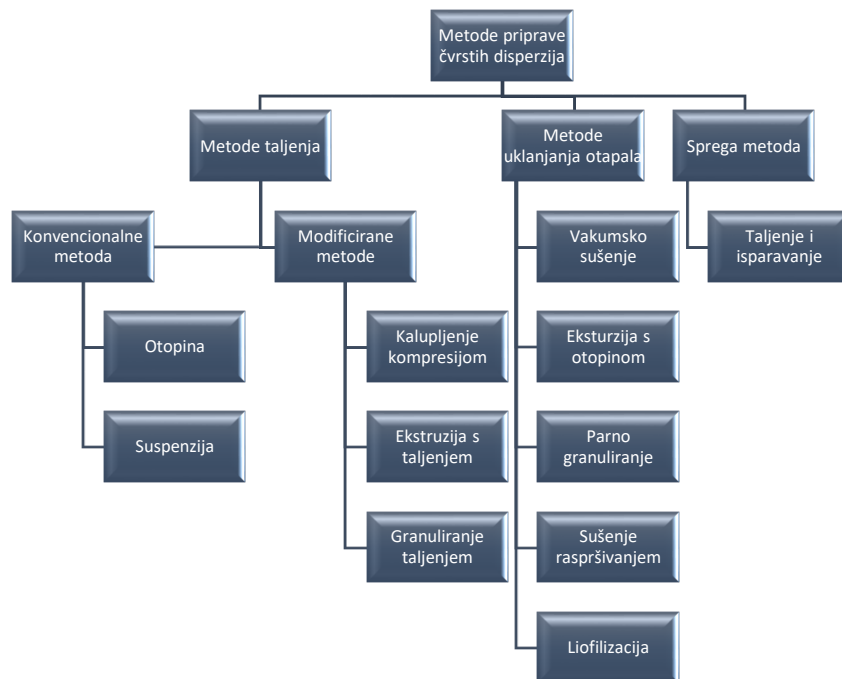 Metode priprave
čvrstih disperzija
Metode taljenja
Metode
uklanjanja otapala
Sprega metoda
Konvencionalne
metoda
Modificirane
metode
Vakumsko
sušenje
Taljenje i
isparavanje
Otopina
Kalupljenje
kompresijom
Eksturzija s
otopinom
Suspenzija
Ekstruzija s
taljenjem
Parno
granuliranje
Granuliranje
taljenjem
Sušenje
raspršivanjem
Liofilizacija